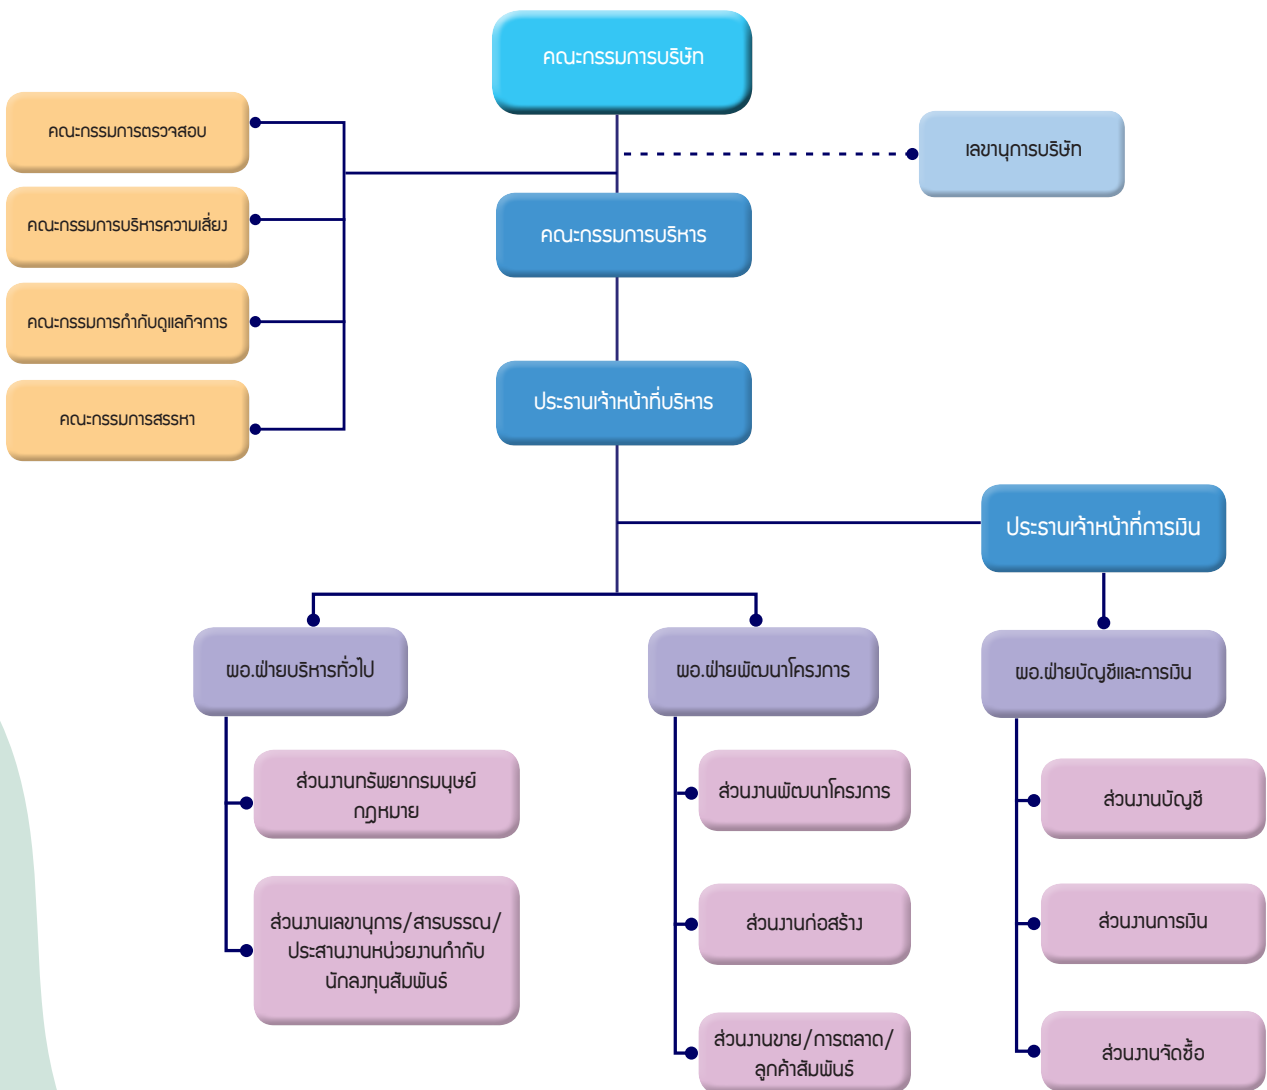 คณะกรรมการบริษัท
คณะกรรมการตรวจสอบ
เลขานุการบริษัท
คณะกรรมการบริหารความเสี่ยง
คณะกรรมการบริหาร
คณะกรรมการกำกับดูแลกิจการ
คณะกรรมการสรรหา
ประธานเจ้าหน้าที่บริหาร
ประธานเจ้าหน้าที่การเงิน
ผอ.ฝ่ายบริหารทั่วไป
ผอ.ฝ่ายพัฒนาโครงการ
ผอ.ฝ่ายบัญชีและการเงิน
ส่วนงานทรัพยากรมนุษย์
กฎหมาย
ส่วนงานเลขานุการ/สารบรรณ/
ประสานงานหน่วยงานกำกับ
นักลงทุนสัมพันธ์
ส่วนงานพัฒนาโครงการ
ส่วนงานก่อสร้าง
ส่วนงานขาย/การตลาด/
ลูกค้าสัมพันธ์
ส่วนงานบัญชี
ส่วนงานการเงิน
ส่วนงานจัดซื้อ